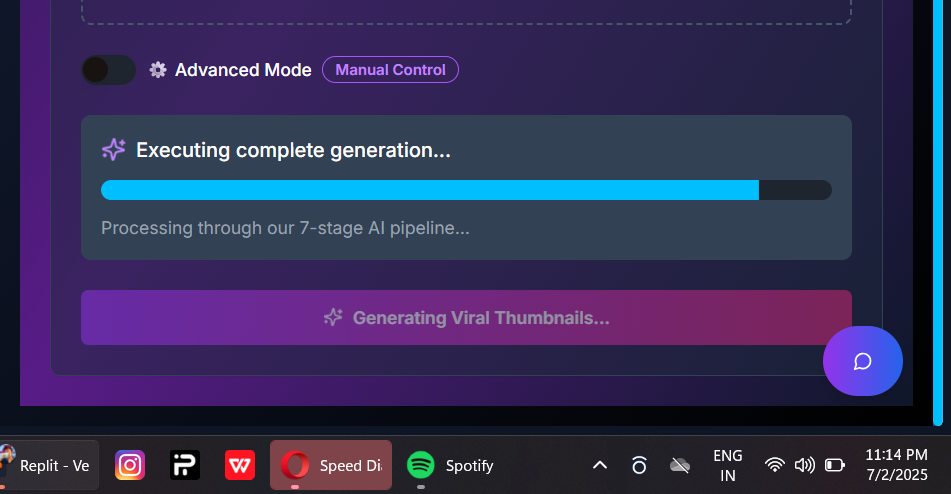 Advanced Mode Manual Control
Executing complete generation...
Processing through our 7-stage AI pipeline...
Generating Viral Thumbnails...
Replit - Ve
Speed Di
Spotify
ENG
IN
11:14 PM
7/2/2025